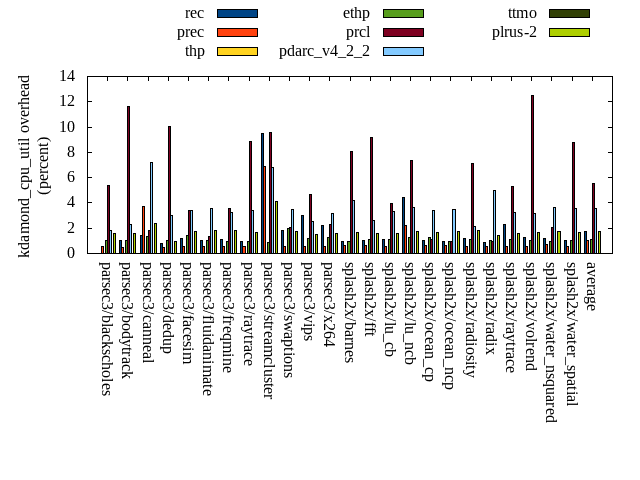 rec
prec
thp
ethp
prcl
pdarc_v4_2_2
ttmo
plrus-2
kdamond_cpu_util overhead
(percent)
14
12
10
8
6
4
2
0
parsec3/blackscholes
parsec3/bodytrack
parsec3/canneal
parsec3/dedup
parsec3/facesim
parsec3/fluidanimate
parsec3/freqmine
parsec3/raytrace
parsec3/streamcluster
parsec3/swaptions
parsec3/vips
parsec3/x264
splash2x/barnes
splash2x/fft
splash2x/lu_cb
splash2x/lu_ncb
splash2x/ocean_cp
splash2x/ocean_ncp
splash2x/radiosity
splash2x/radix
splash2x/raytrace
splash2x/volrend
splash2x/water_nsquared
splash2x/water_spatial
average